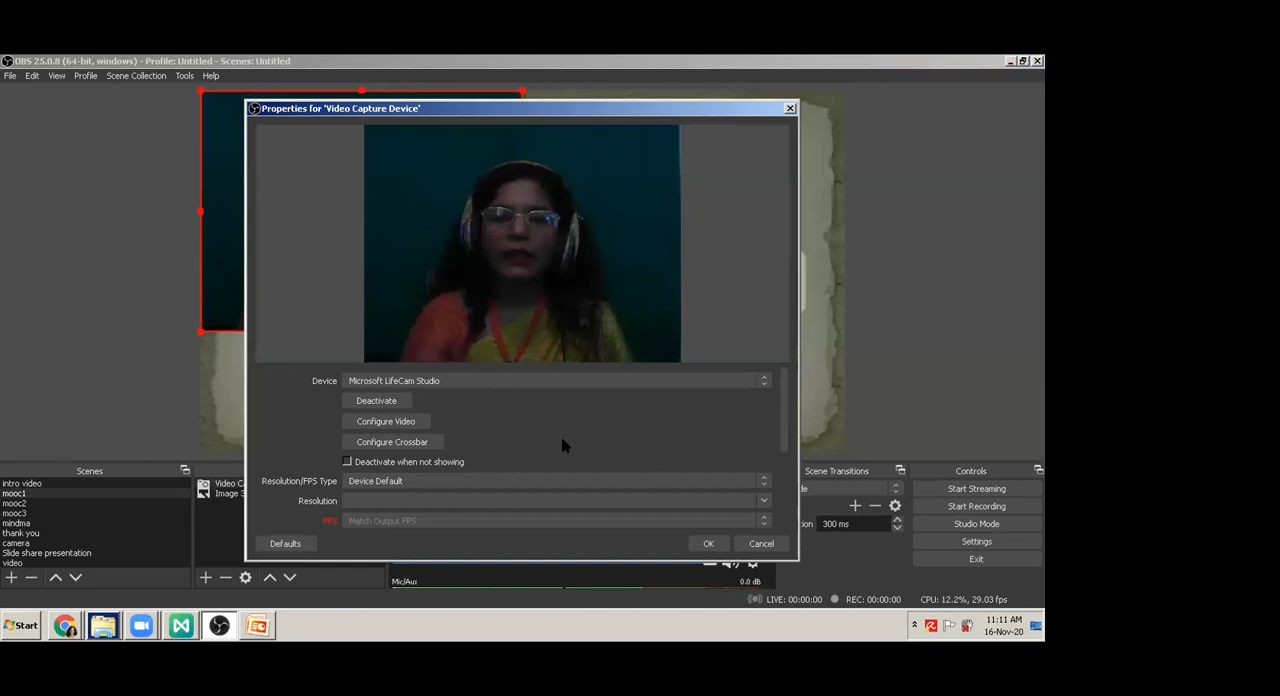 OBS 25.0.8 (64-bit, windows) - Profile: Untitled - Scenes: Untitled
File Edit View Profile Scene Collection Tools Help
Properties for 'Video Capture Device'
Device Microsoft LifeCam Studio
Deactivate
Configure Video
Configure Crossbar
Deactivate when not showing
Resolution/FPS Type Device Default
Resolution
FPS Match Output FPS
Defaults OK Cancel
Scenes
intro video
mooc1
mooc2
mooc3
mindma
thank you
camera
Slide share presentation
video
Video C
Image
Mic/Aux 0.0 dB
Scene Transitions
de
ion 300 ms
Controls
Start Streaming
Start Recording
Studio Mode
Settings
Exit
LIVE: 00:00:00 REC: 00:00:00 CPU: 12.2%, 29.03 fps
Start
11:11 AM
16-Nov-20